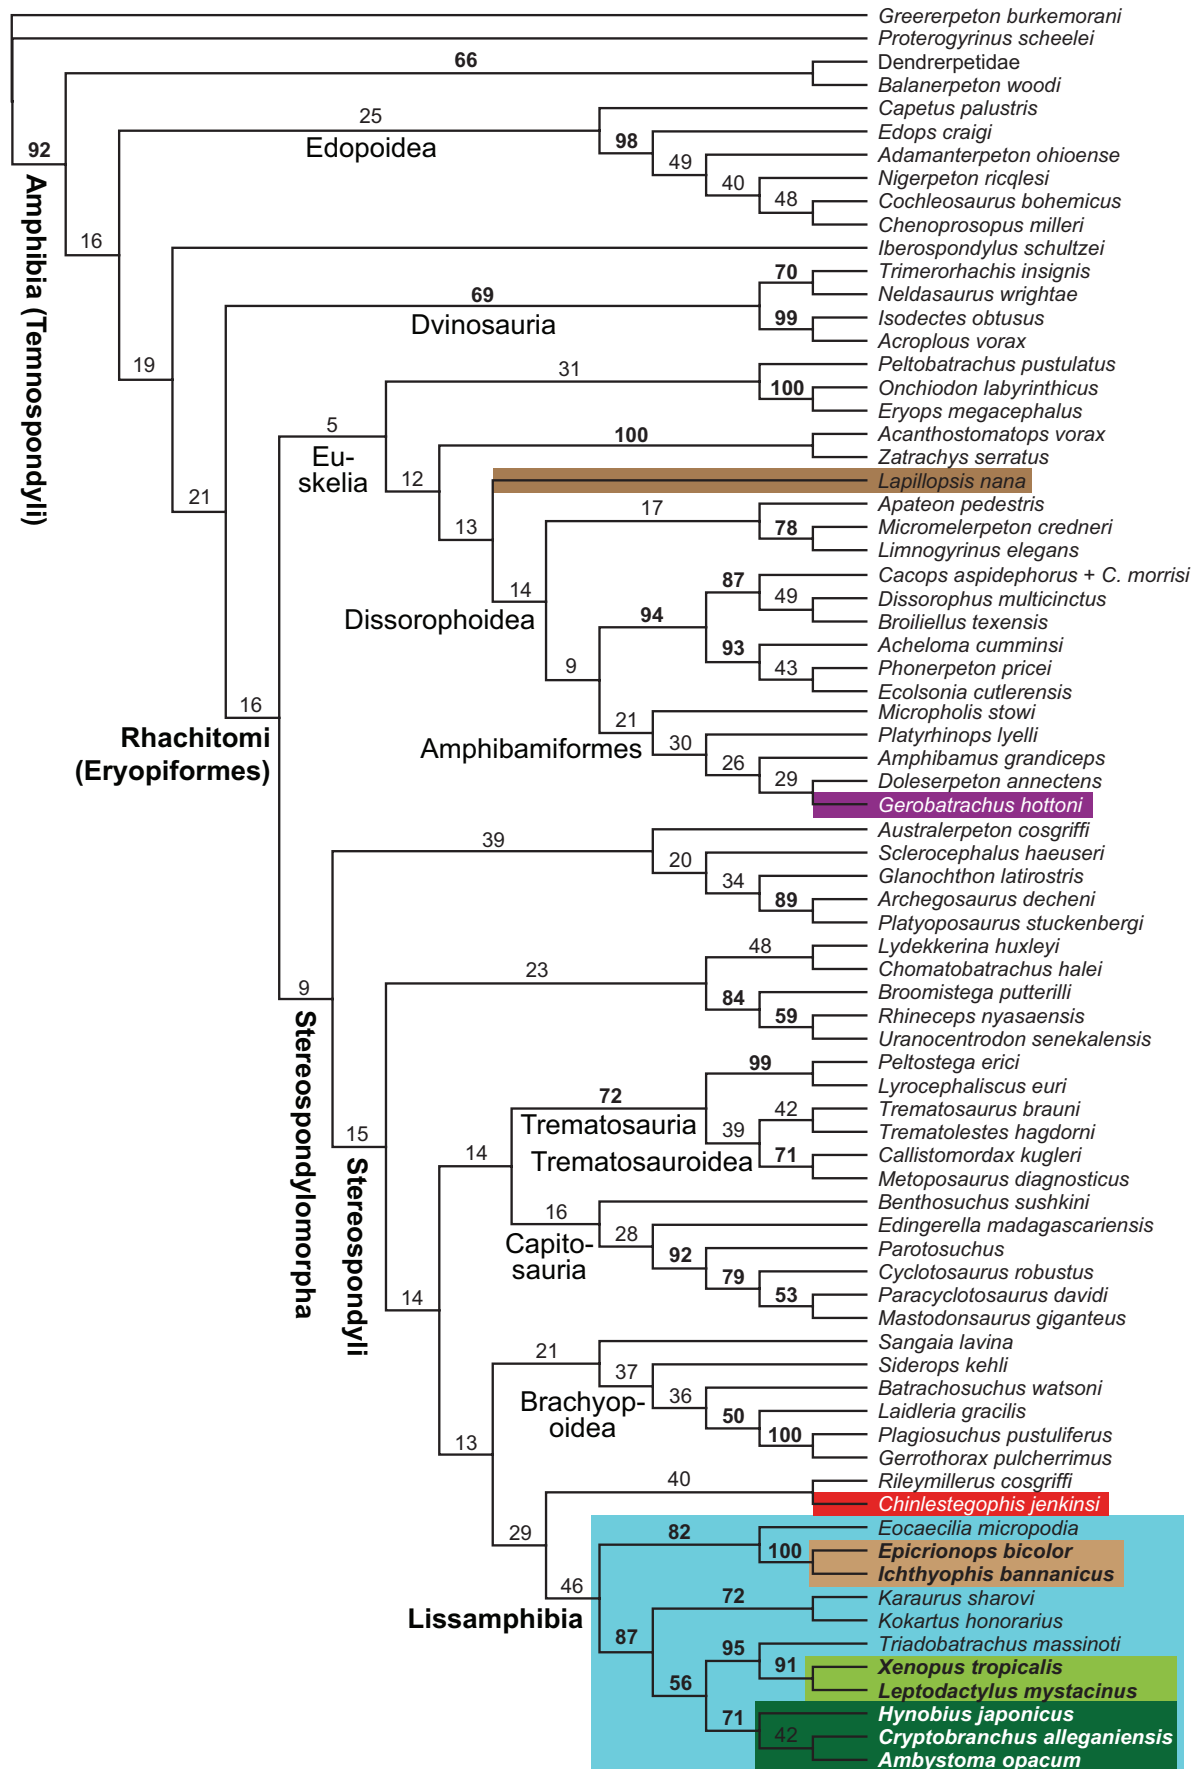 Greererpeton burkemorani
Proterogyrinus scheelei
66
Dendrerpetidae
Balanerpeton woodi
92
Amphibia (Temnospondyli)
25
Edopoidea
Capetus palustris
98
Edops craigi
49
Adamanterpeton ohioense
40
Nigerpeton ricqlesi
48
Cochleosaurus bohemicus
Chenoprosopus milleri
16
Iberospondylus schultzei
19
69
Dvinosauria
70
Trimerorhachis insignis
Neldasaurus wrightae
99
Isodectes obtusus
Acroplous vorax
21
31
Peltobatrachus pustulatus
100
Onchiodon labyrinthicus
Eryops megacephalus
5
Eu-
skelia
12
100
Acanthostomatops vorax
Zatrachys serratus
13
Lapillopsis nana
17
Apateon pedestris
78
Micromelerpeton credneri
Limnogyrinus elegans
14
Dissorophoidea
87
Cacops aspidephorus + C. morrisi
49
Dissorophus multicinctus
Broiliellus texensis
94
93
Acheloma cumminsi
43
Phonerpeton pricei
Ecolsonia cutlerensis
9
21
Amphibamiformes
Micropholis stowi
30
Platyrhinops lyelli
26
Amphibamus grandiceps
29
Doleserpeton annectens
Gerobatrachus hottoni
16
Rhachitomi
(Eryopiformes)
39
Australerpeton cosgriffi
20
Sclerocephalus haeuseri
34
Glanochthon latirostris
89
Archegosaurus decheni
Platyoposaurus stuckenbergi
9
Stereospondylomorpha
23
48
Lydekkerina huxleyi
Chomatobatrachus halei
84
Broomistega putterilli
59
Rhineceps nyasaensis
Uranocentrodon senekalensis
15
Stereospondyli
72
Trematosauria
99
Peltostega erici
Lyrocephaliscus euri
39
Trematosauroidea
42
Trematosaurus brauni
Trematolestes hagdorni
71
Callistomordax kugleri
Metoposaurus diagnosticus
14
16
Capito-
sauria
Benthosuchus sushkini
28
Edingerella madagascariensis
92
Parotosuchus
79
Cyclotosaurus robustus
53
Paracyclotosaurus davidi
Mastodonsaurus giganteus
14
21
Brachyop-
oidea
Sangaia lavina
37
Siderops kehli
36
Batrachosuchus watsoni
50
Laidleria gracilis
100
Plagiosuchus pustuliferus
Gerrothorax pulcherrimus
13
40
Rileymillerus cosgriffi
Chinlestegophis jenkinsi
29
46
Lissamphibia
82
Eocaecilia micropodia
100
Epicrionops bicolor
Ichthyophis bannanicus
87
72
Karaurus sharovi
Kokartus honorarius
56
95
Triadobatrachus massinoti
91
Xenopus tropicalis
Leptodactylus mystacinus
71
Hynobius japonicus
42
Cryptobranchus alleganiensis
Ambystoma opacum